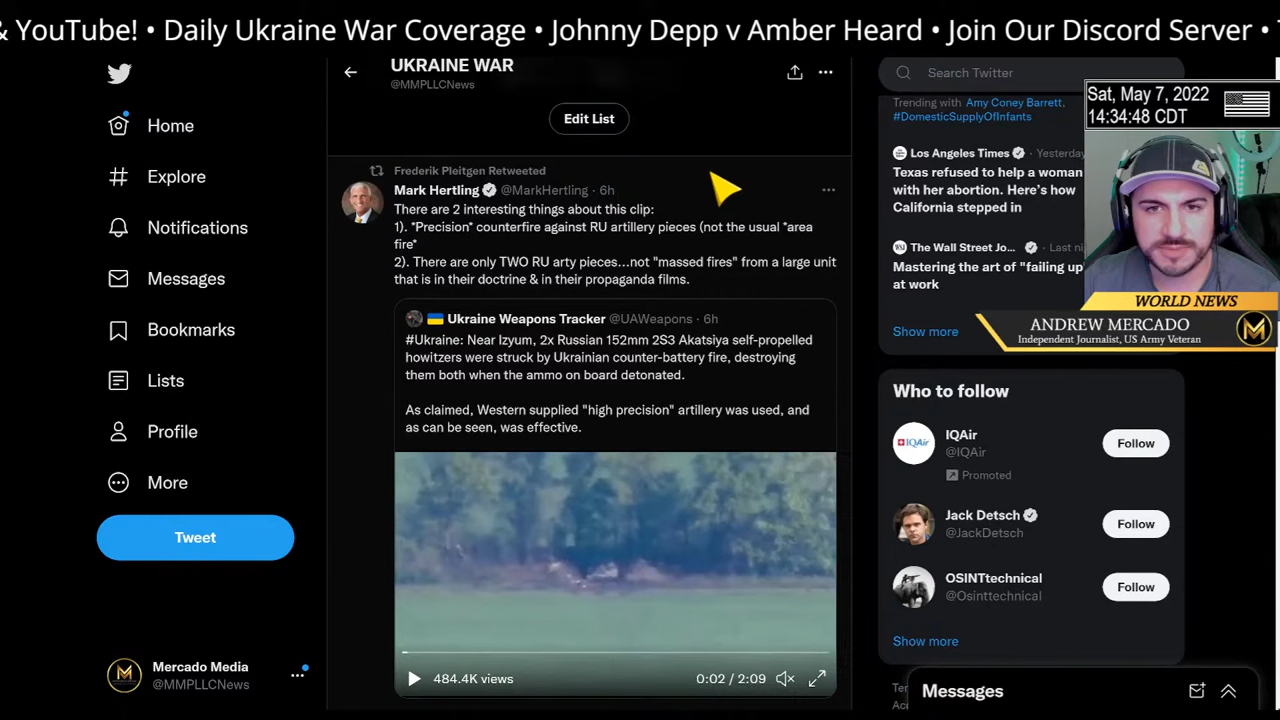 & YouTube! • Daily Ukraine War Coverage • Johnny Depp v Amber Heard • Join Our Discord Server •
Home
Explore
Notifications
Messages
Bookmarks
Lists
Profile
More
Tweet
Mercado Media
@MMPLLCNews
UKRAINE WAR
@MMPLLCNews
Edit List
Frederik Pleitgen Retweeted
Mark Hertling @MarkHertling · 6h
There are 2 interesting things about this clip:
1). *Precision* counterfire against RU artillery pieces (not the usual *area
fire*
2). There are only TWO RU arty pieces...not "massed fires" from a large unit
that is in their doctrine & in their propaganda films.
Ukraine Weapons Tracker @UAWeapons · 6h
#Ukraine: Near Izyum, 2x Russian 152mm 2S3 Akatsiya self-propelled
howitzers were struck by Ukrainian counter-battery fire, destroying
them both when the ammo on board detonated.
As claimed, Western supplied "high precision" artillery was used, and
as can be seen, was effective.
484.4K views
0:02 / 2:09
Search Twitter
Trending with Amy Coney Barrett,
#DomesticSupplyOfInfants
Sat, May 7, 2022
14:34:48 CDT
Los Angeles Times · Yesterday
Texas refused to help a woman
with her abortion. Here's how
California stepped in
The Wall Street Jo... · Last ni
Mastering the art of "failing up"
at work
Show more
WORLD NEWS
ANDREW MERCADO
Independent Journalist, US Army Veteran
Who to follow
IQAir
@IQAir
Promoted
Follow
Jack Detsch
@JackDetsch
Follow
OSINTtechnical
@Osinttechnical
Follow
Show more
Messages